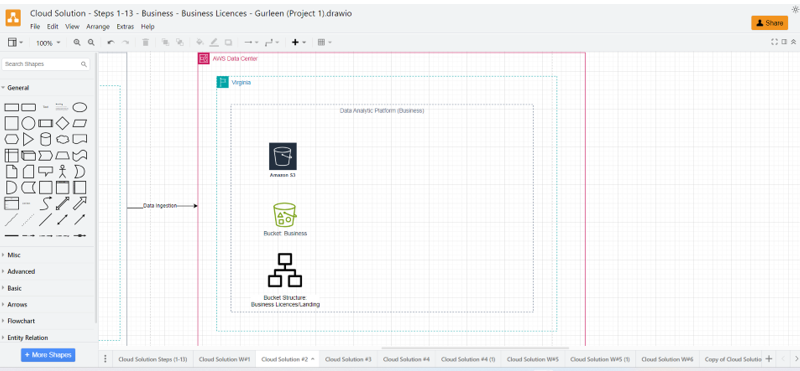 Cloud Solution - Steps 1-13 - Business - Business Licences - Gurleen (Project 1).drawio
File Edit View Arrange Extras Help
Share
100%
Search Shapes
General
Misc
Advanced
Basic
Arrows
Flowchart
Entity Relation
+ More Shapes
AWS Data Center
Virginia
Data Analytic Platform (Business)
Amazon S3
Data Ingestion
Bucket: Business
Bucket Structure:
Business Licences/Landing
Cloud Solution Steps (1-13) Cloud Solution W#1 Cloud Solution #2 Cloud Solution #3 Cloud Solution #4 Cloud Solution #4 (1) Cloud Solution W#5 Cloud Solution W#5 (1) Cloud Solution W#6 Copy of Cloud Solutio